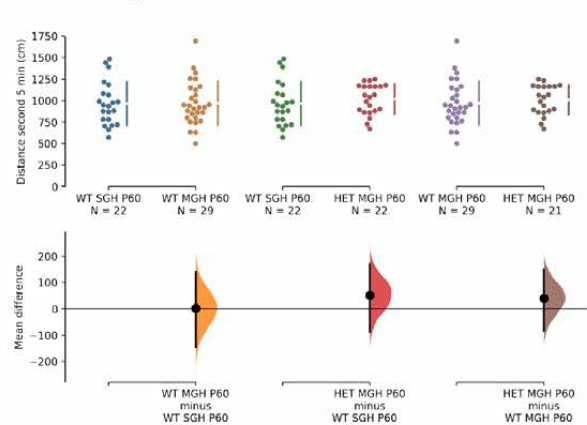 Distance second 5 min (cm)
1750
1500
1250
1000
750
500
250
0
WT SGH P60
N = 22
WT MGH P60
N = 29
WT SGH P60
N = 22
HET MGH P60
N = 22
WT MGH P60
N = 29
HET MGH P60
N = 21
Mean difference
200
100
0
−100
−200
WT MGH P60
minus
WT SGH P60
HET MGH P60
minus
WT SGH P60
HET MGH P60
minus
WT MGH P60